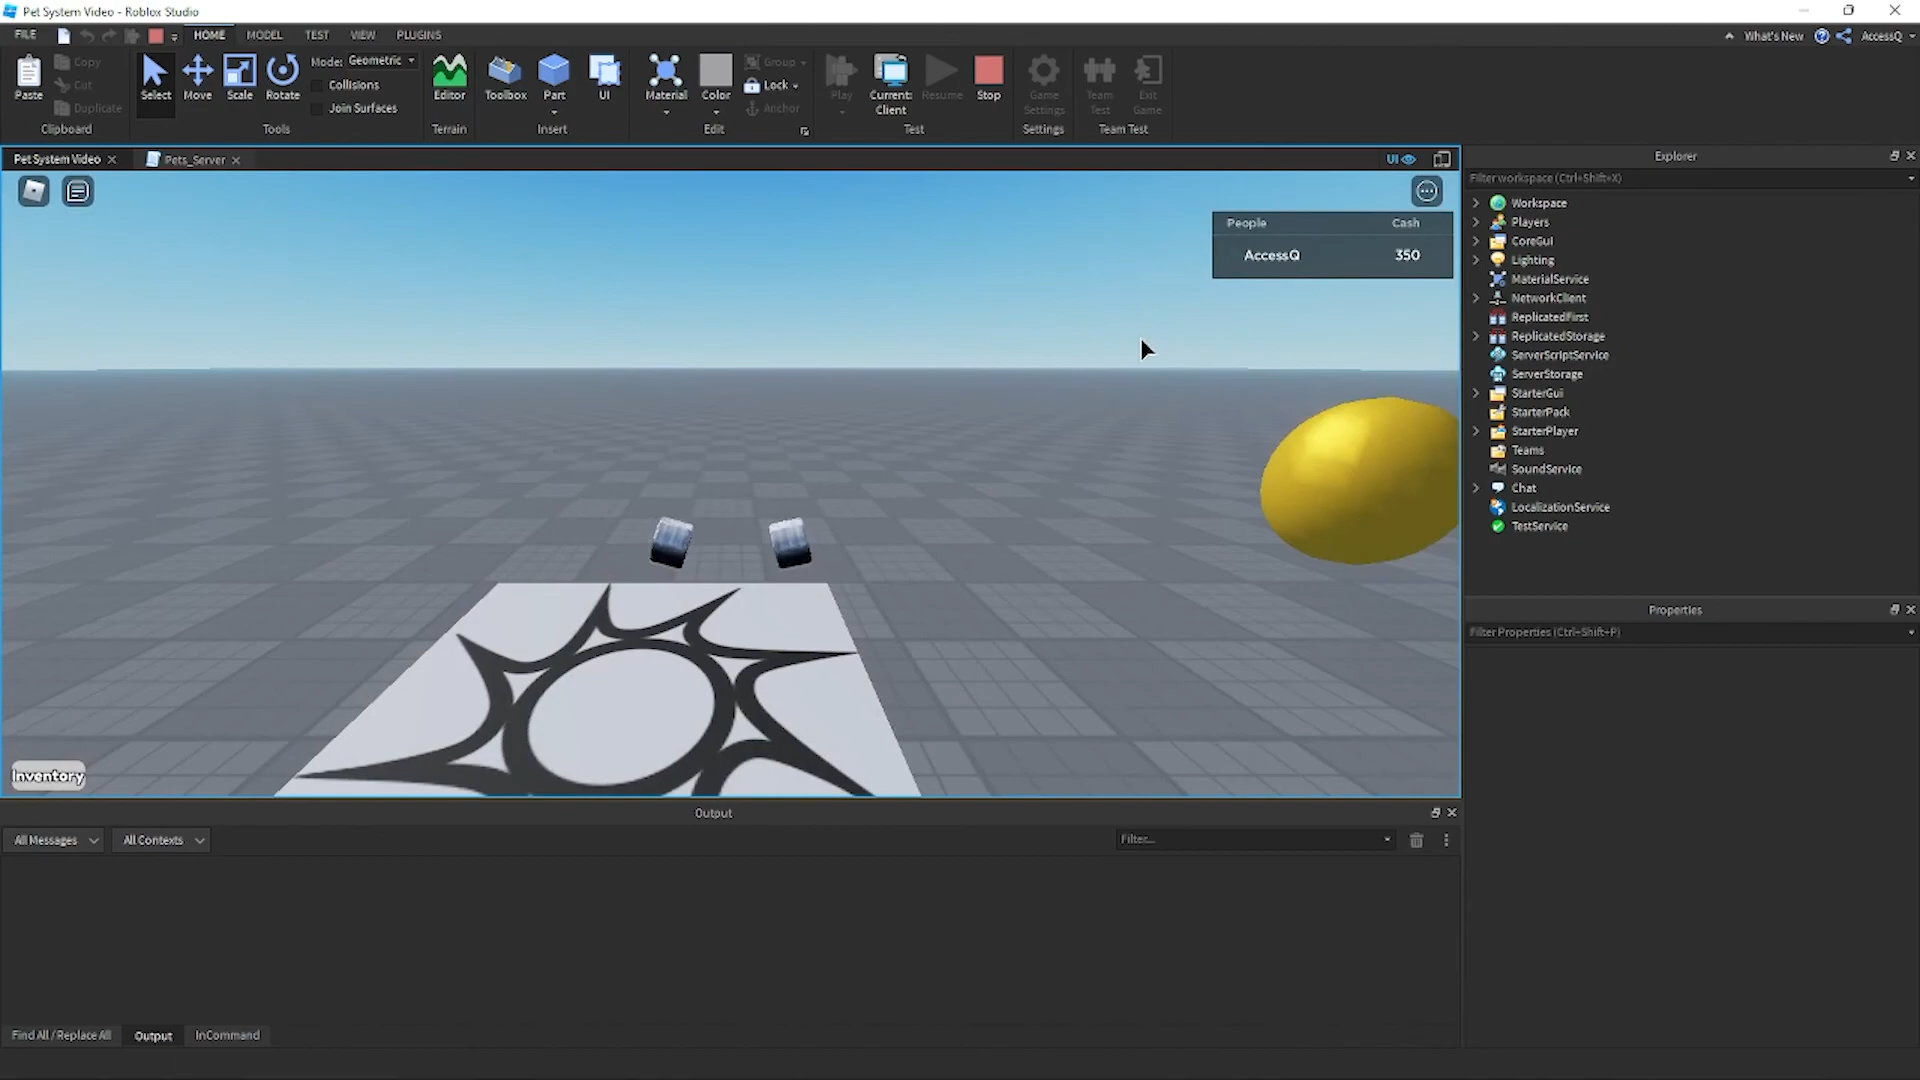 Pet System Video - Roblox Studio
FILE
HOME
MODEL
TEST
VIEW
PLUGINS
What's New
AccessQ
Paste
Copy
Cut
Duplicate
Clipboard
Select
Move
Scale
Rotate
Mode: Geometric
Collisions
Join Surfaces
Tools
Editor
Terrain
Toolbox
Part
UI
Insert
Material
Color
Group
Lock
Anchor
Edit
Play
Current:
Client
Resume
Stop
Test
Game
Settings
Settings
Team
Test
Exit
Game
Team Test
Pet System Video
Pets_Server
UI
People Cash
AccessQ 350
Inventory
Explorer
Filter workspace (Ctrl+Shift+X)
Workspace
Players
CoreGui
Lighting
MaterialService
NetworkClient
ReplicatedFirst
ReplicatedStorage
ServerScriptService
ServerStorage
StarterGui
StarterPack
StarterPlayer
Teams
SoundService
Chat
LocalizationService
TestService
Properties
Filter Properties (Ctrl+Shift+P)
Output
All Messages
All Contexts
Filter...
Find All / Replace All
Output
InCommand